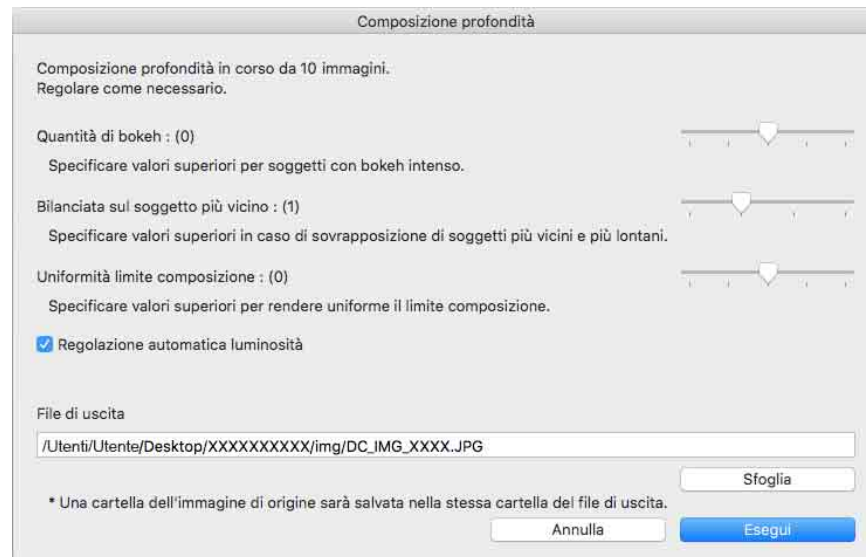 Composizione profondità
Composizione profondità in corso da 10 immagini.
Regolare come necessario.
Quantità di bokeh : (0)
Specificare valori superiori per soggetti con bokeh intenso.
Bilanciata sul soggetto più vicino : (1)
Specificare valori superiori in caso di sovrapposizione di soggetti più vicini e più lontani.
Uniformità limite composizione : (0)
Specificare valori superiori per rendere uniforme il limite composizione.
Regolazione automatica luminosità
File di uscita
/Utenti/Utente/Desktop/XXXXXXXXXX/img/DC_IMG_XXXX.JPG
Sfoglia
* Una cartella dell'immagine di origine sarà salvata nella stessa cartella del file di uscita.
Annulla
Esegui